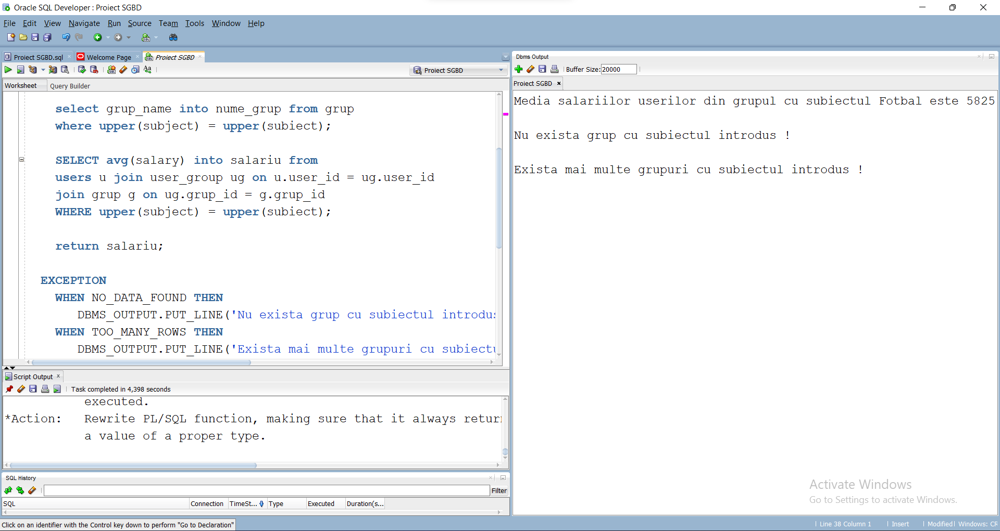 Oracle SQL Developer : Proiect SGBD
File Edit View Navigate Run Source Team Tools Window Help
Proiect SGBD.sql Welcome Page Proiect SGBD
Proiect SGBD
Worksheet Query Builder
select grup_name into nume_grup from grup
where upper(subject) = upper(subiect);
SELECT avg(salary) into salariu from
users u join user_group ug on u.user_id = ug.user_id
join grup g on ug.grup_id = g.grup_id
WHERE upper(subject) = upper(subiect);
return salariu;
EXCEPTION
WHEN NO_DATA_FOUND THEN
DBMS_OUTPUT.PUT_LINE('Nu exista grup cu subiectul introdus
WHEN TOO_MANY_ROWS THEN
DBMS_OUTPUT.PUT_LINE('Exista mai multe grupuri cu subiectu
Script Output
Task completed in 4,398 seconds
executed.
*Action: Rewrite PL/SQL function, making sure that it always return
a value of a proper type.
SQL History
Filter
SQL Connection TimeSt... Type Executed Duration(s...
Click on an identifier with the Control key down to perform "Go to Declaration"
Dbms Output
Buffer Size: 20000
Proiect SGBD
Media salariilor userilor din grupul cu subiectul Fotbal este 5825
Nu exista grup cu subiectul introdus !
Exista mai multe grupuri cu subiectul introdus !
Activate Windows
Go to Settings to activate Windows.
Line 38 Column 1 Insert Modified Windows: CR